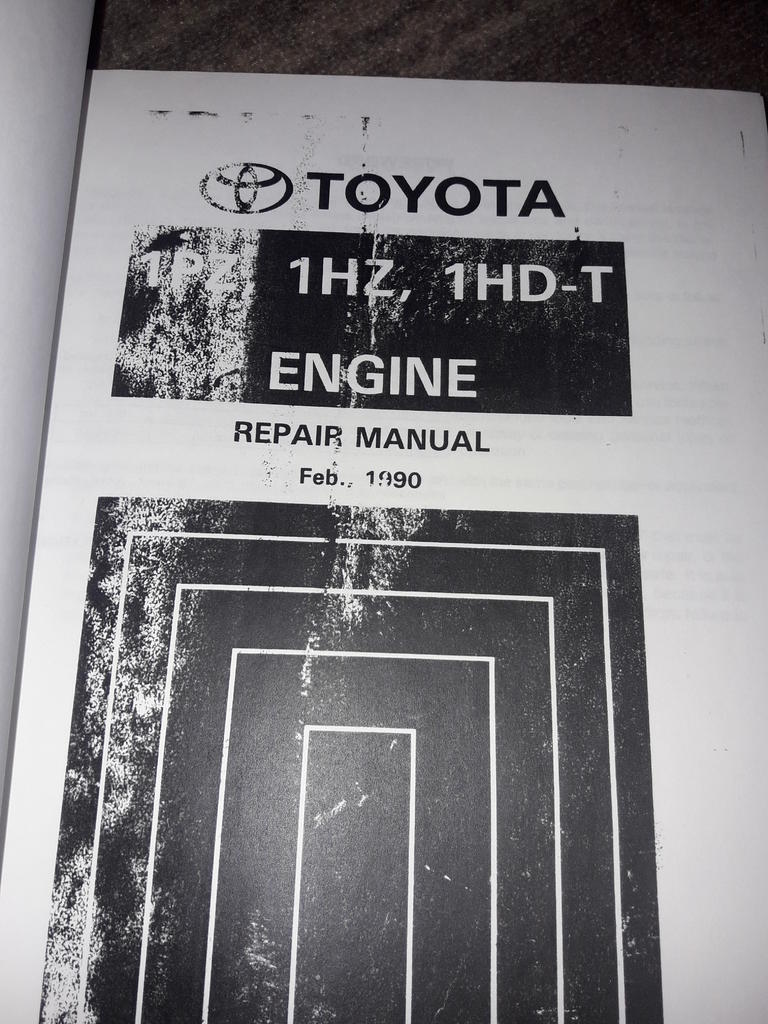 TOYOTA
1PZ, 1HZ, 1HD-T
ENGINE
REPAIR MANUAL
Feb., 1990